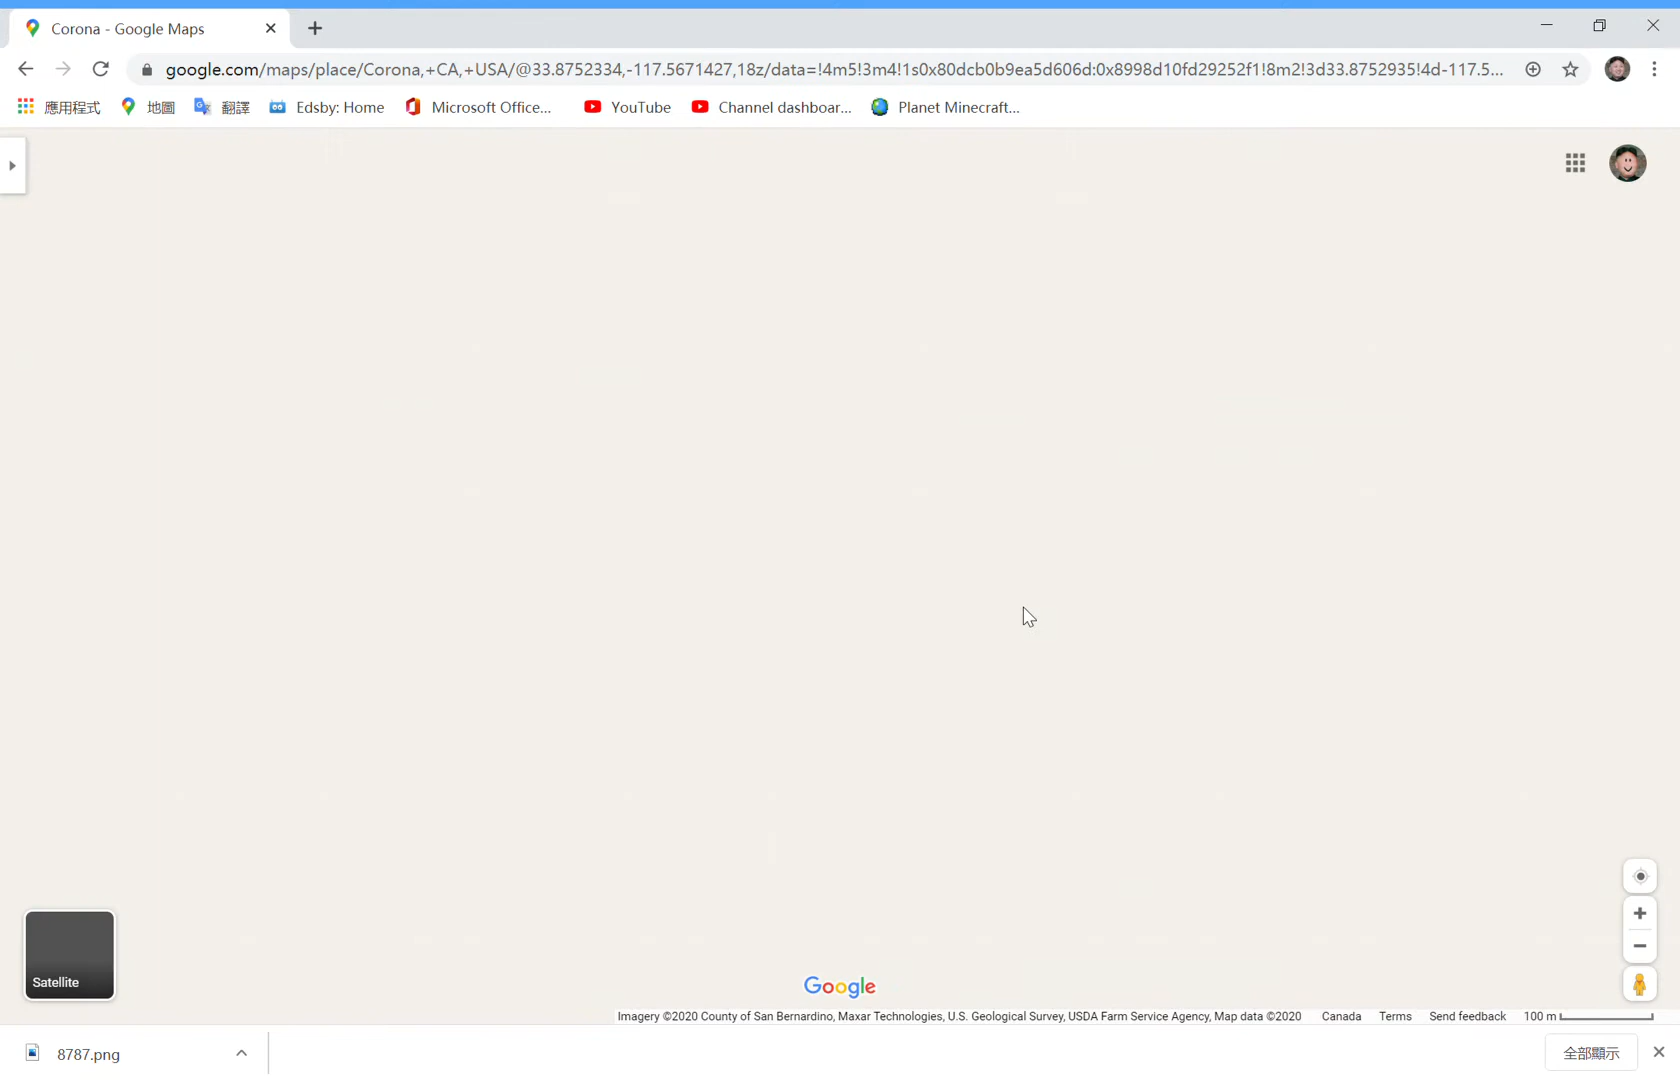 Corona - Google Maps
google.com/maps/place/Corona,+CA,+USA/@33.8752334,-117.5671427,18z/data=!4m5!3m4!1s0x80dcb0b9ea5d606d:0x8998d10fd29252f1!8m2!3d33.8752935!4d-117.5...
應用程式 地圖 翻譯 Edsby: Home Microsoft Office... YouTube Channel dashboar... Planet Minecraft...
Satellite
Google
Imagery ©2020 County of San Bernardino, Maxar Technologies, U.S. Geological Survey, USDA Farm Service Agency, Map data ©2020 Canada Terms Send feedback 100 m
8787.png 全部顯示